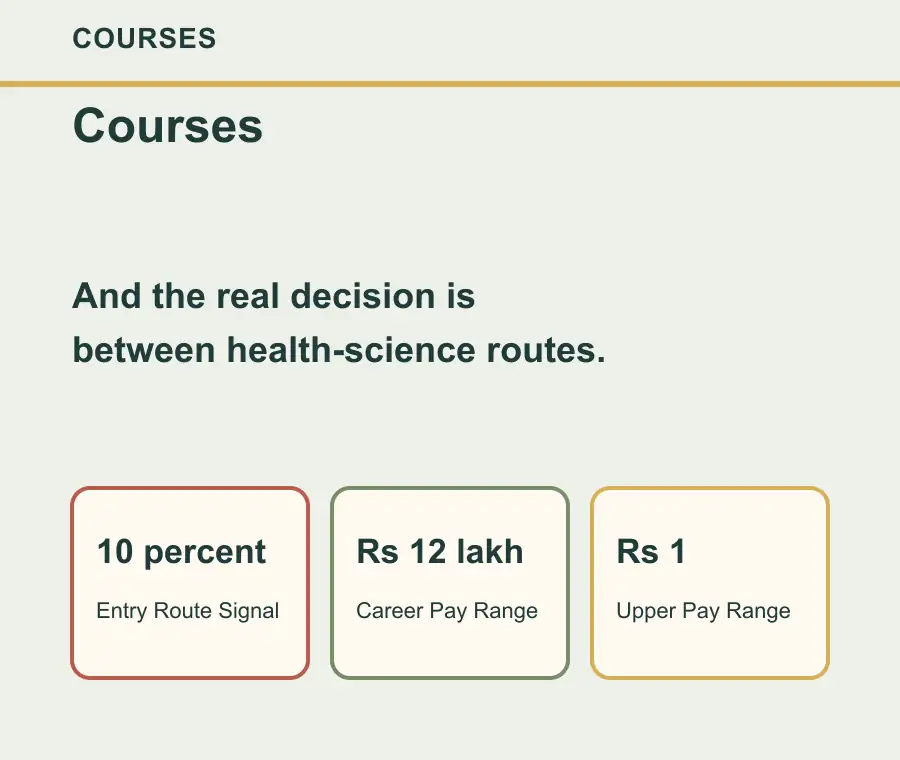 COURSES
Courses
And the real decision is
between health-science routes.
10 percent
Entry Route Signal
Rs 12 lakh
Career Pay Range
Rs 1
Upper Pay Range